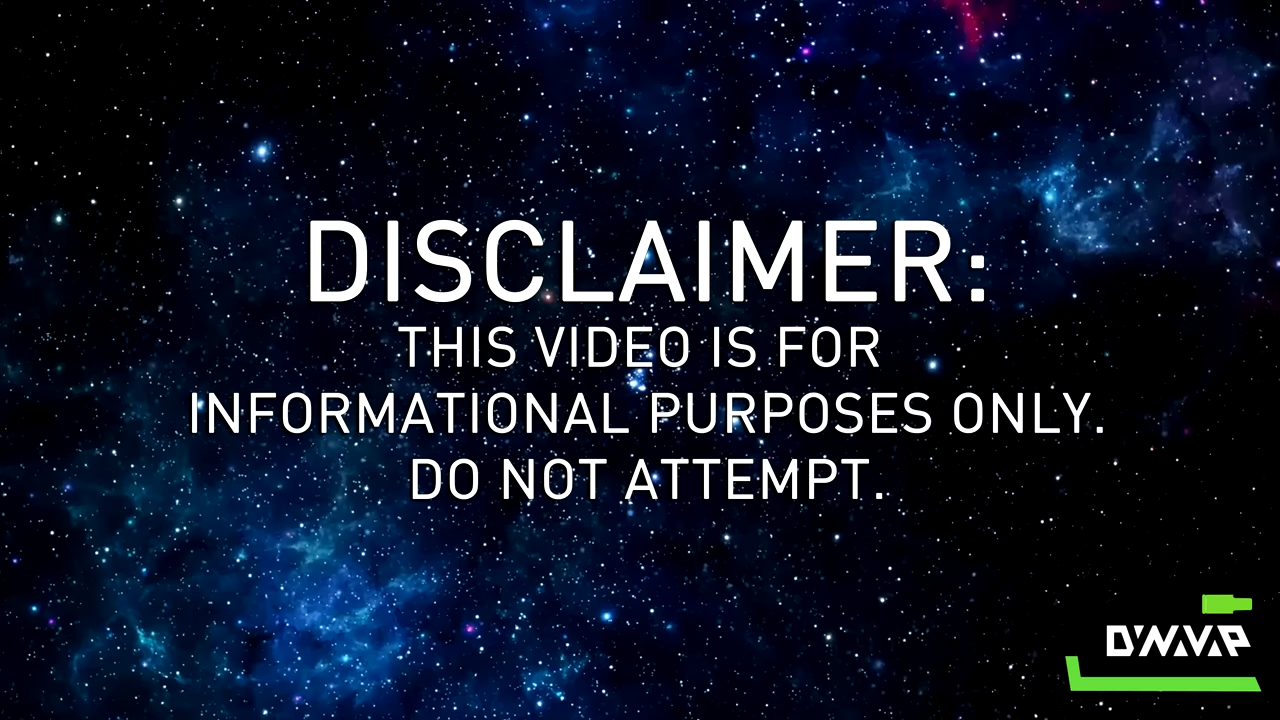 DISCLAIMER:
THIS VIDEO IS FOR
INFORMATIONAL PURPOSES ONLY.
DO NOT ATTEMPT.
DYNAVAP